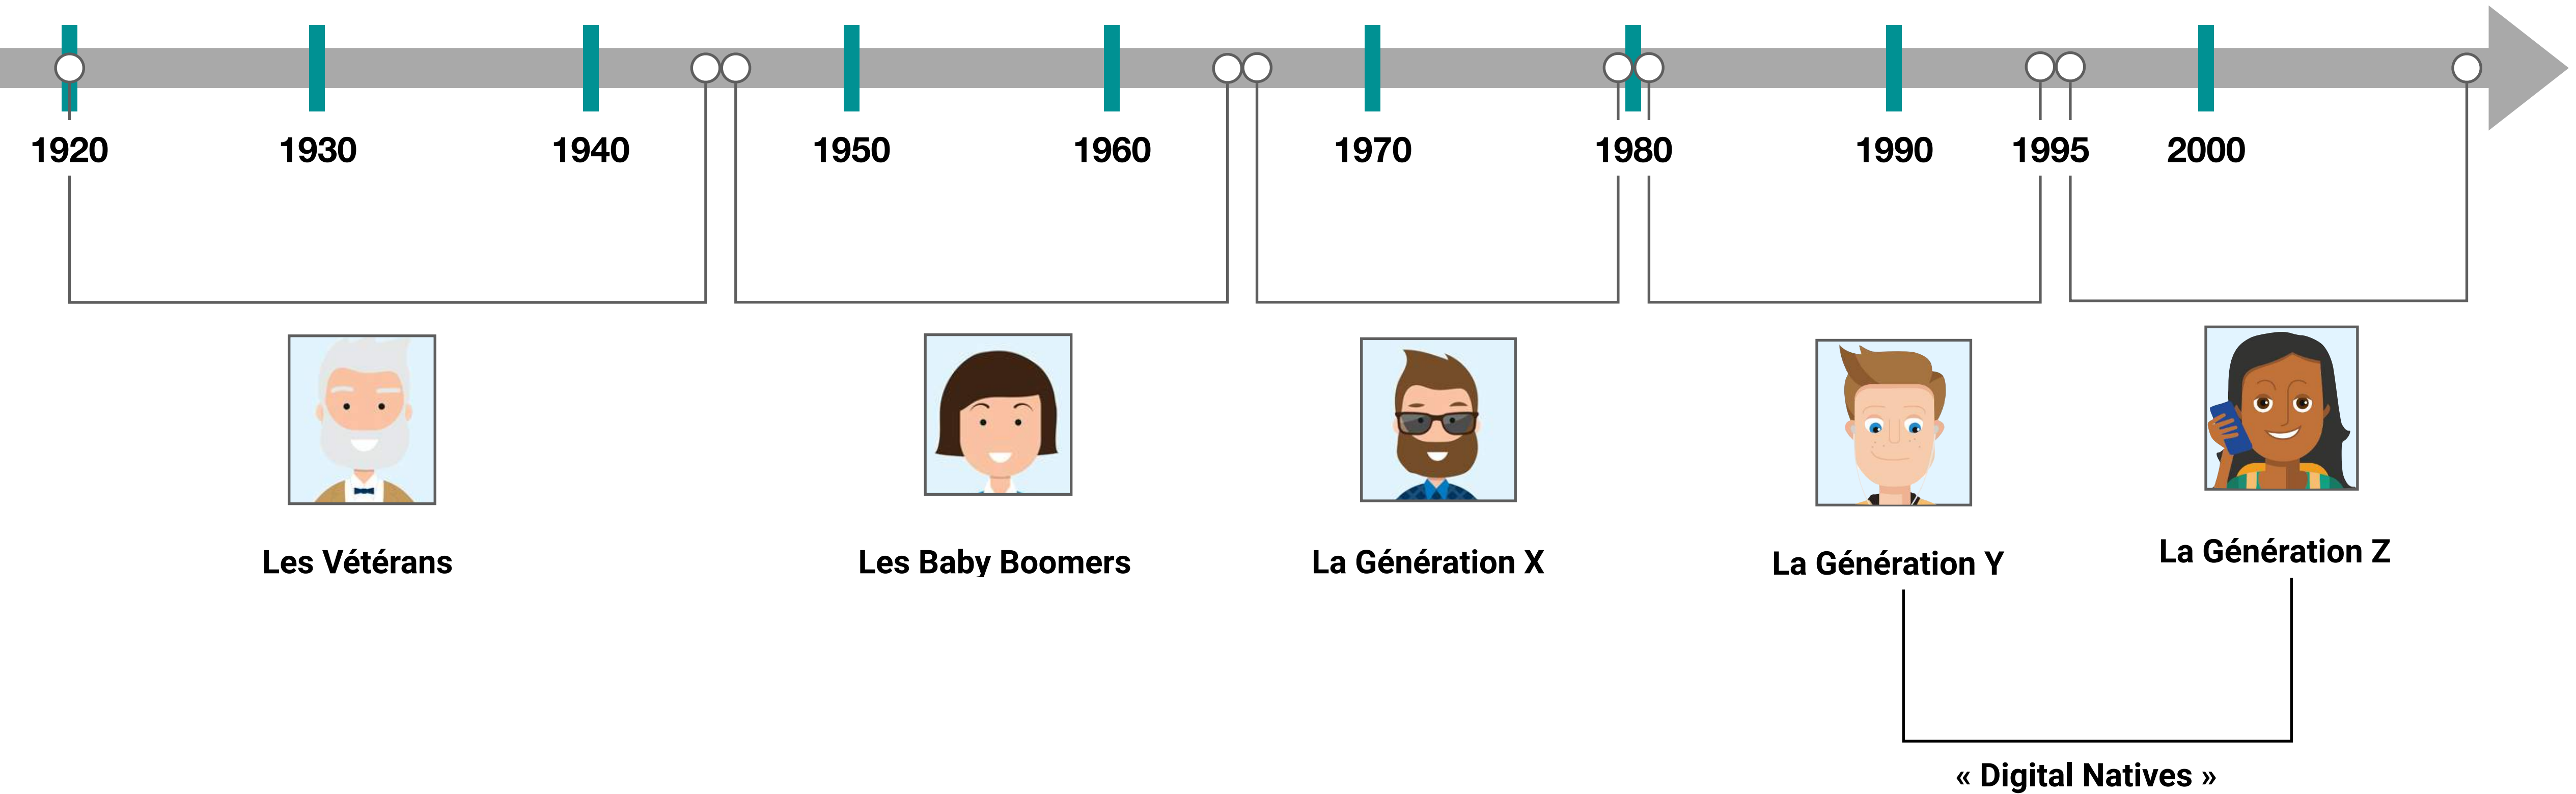 1920 1930 1940 1950 1960 1970 1980 1990 1995 2000
Les Vétérans
Les Baby Boomers
La Génération X
La Génération Y
La Génération Z
« Digital Natives »